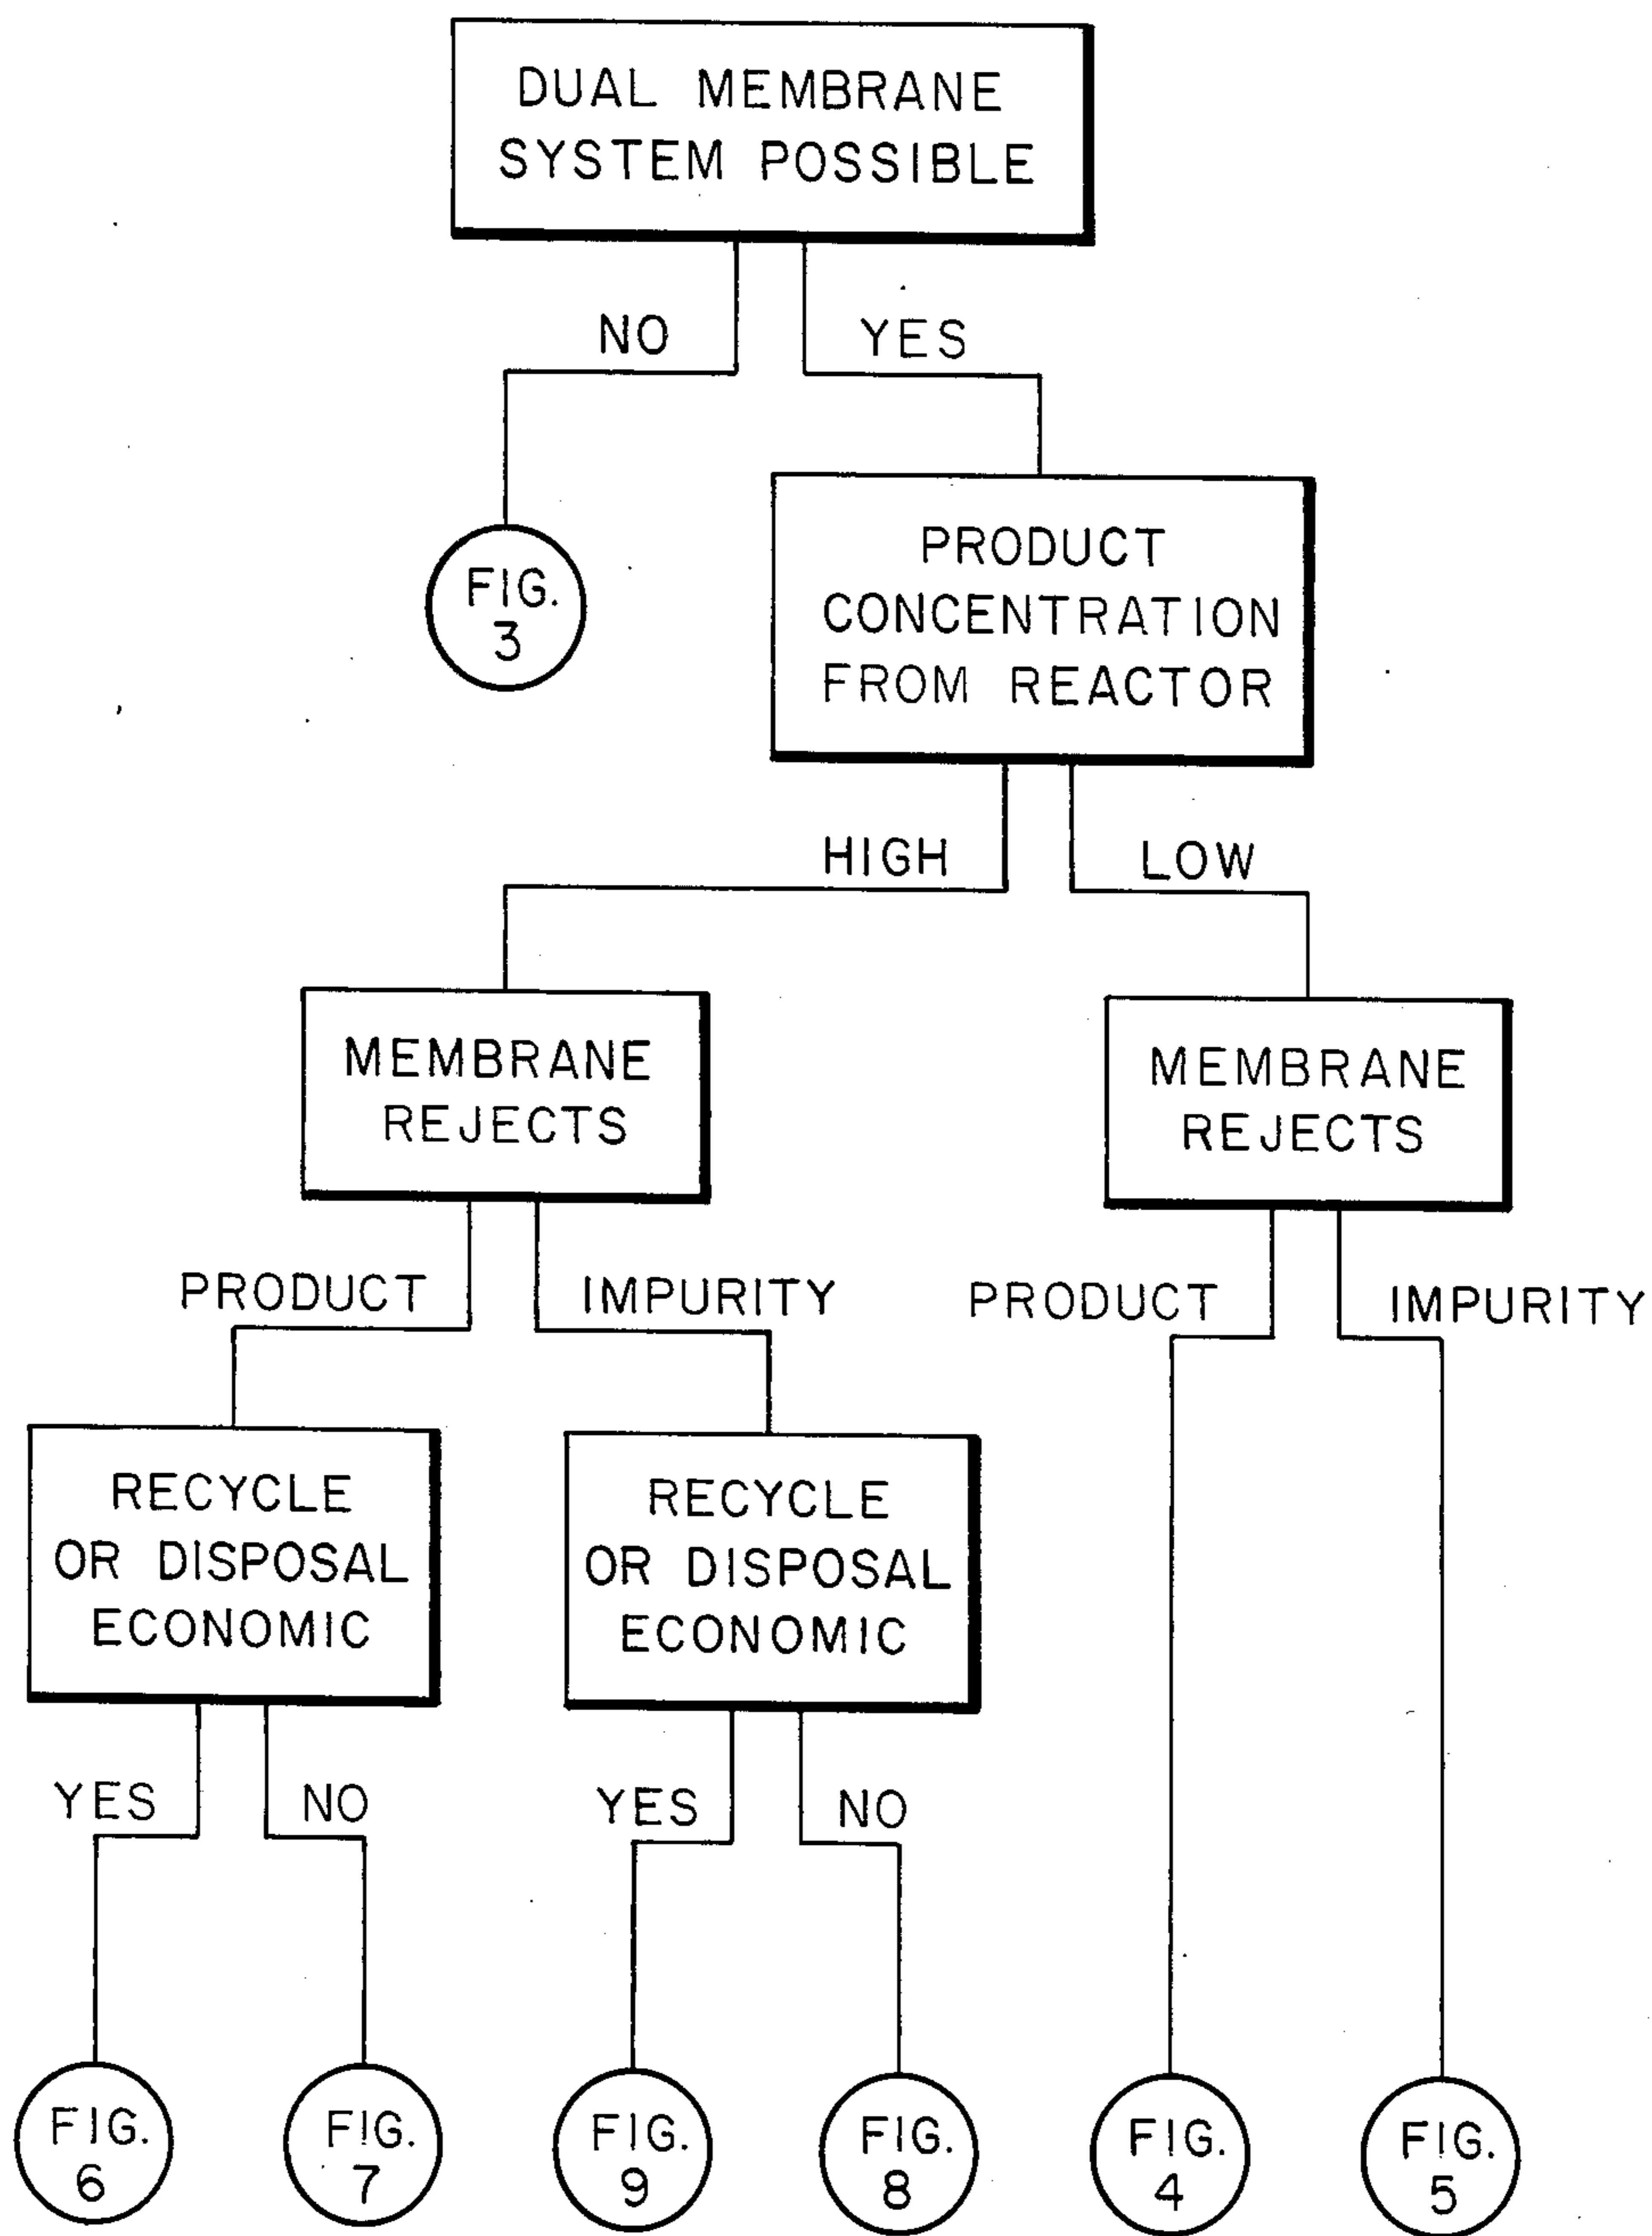 DUAL MEMBRANE
SYSTEM POSSIBLE
NO
YES
FIG.
3
PRODUCT
CONCENTRATION
FROM REACTOR
HIGH
LOW
MEMBRANE
REJECTS
MEMBRANE
REJECTS
PRODUCT
IMPURITY
PRODUCT
IMPURITY
RECYCLE
OR DISPOSAL
ECONOMIC
RECYCLE
OR DISPOSAL
ECONOMIC
YES
NO
YES
NO
FIG.
6
FIG.
7
FIG.
9
FIG.
8
FIG.
4
FIG.
5